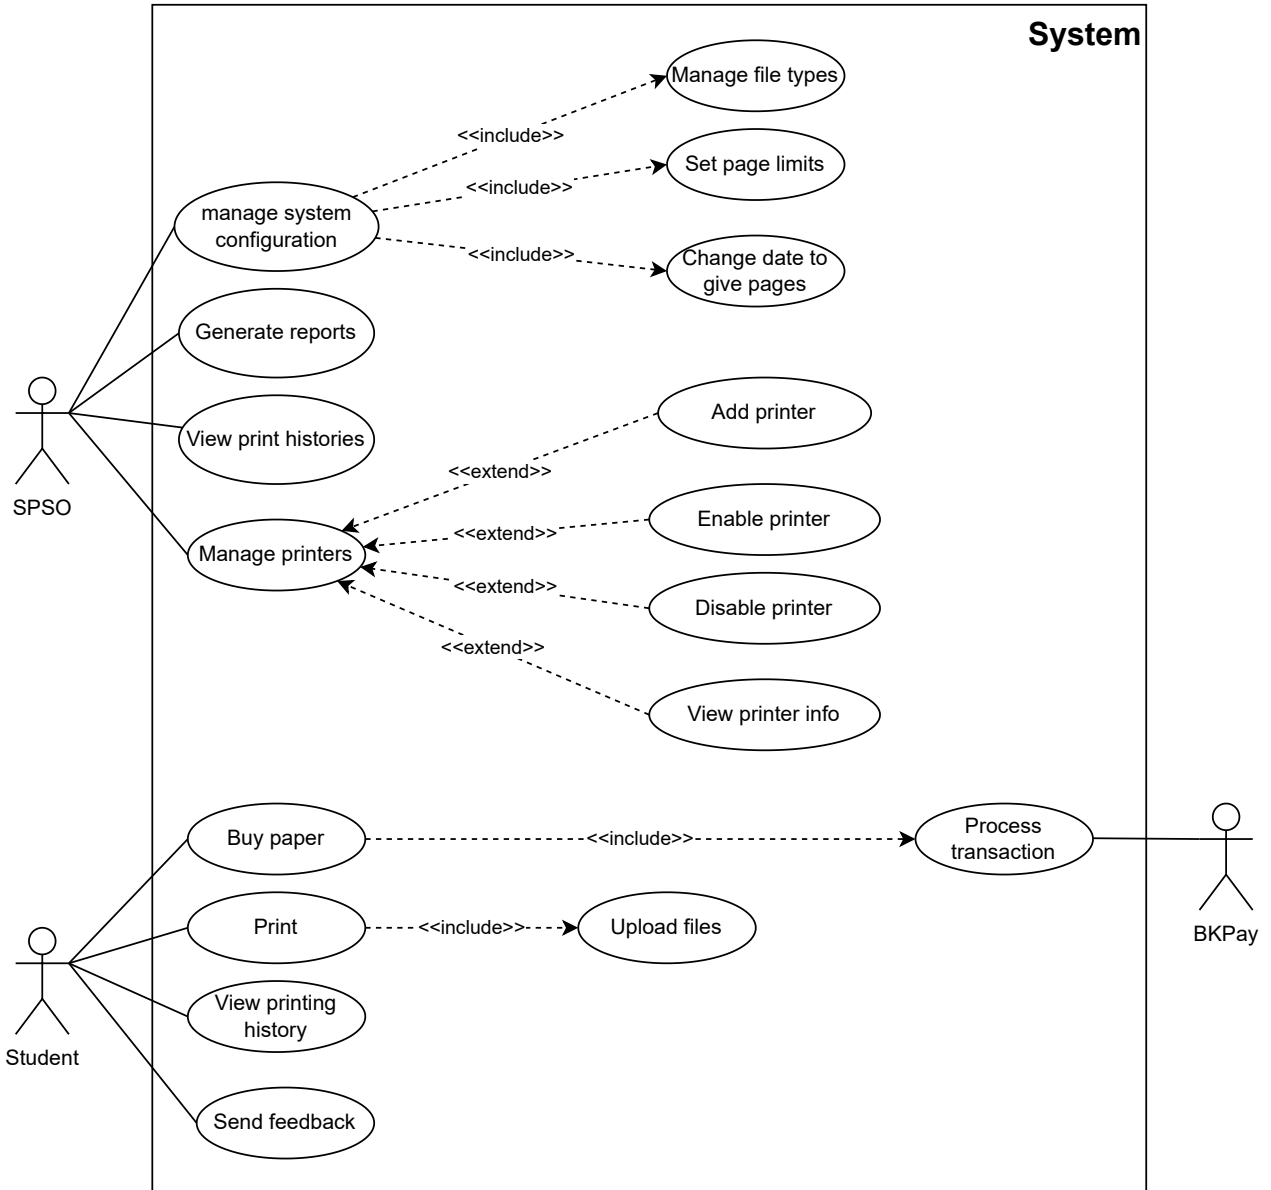 System
Manage file types
<<include>>
Set page limits
<<include>>
manage system
configuration
<<include>>
Change date to
give pages
Generate reports
Add printer
View print histories
<<extend>>
SPSO
Enable printer
<<extend>>
Manage printers
<<extend>>
Disable printer
<<extend>>
View printer info
Buy paper
<<include>>
Process
transaction
Print
<<include>>
Upload files
BKPay
View printing
history
Student
Send feedback